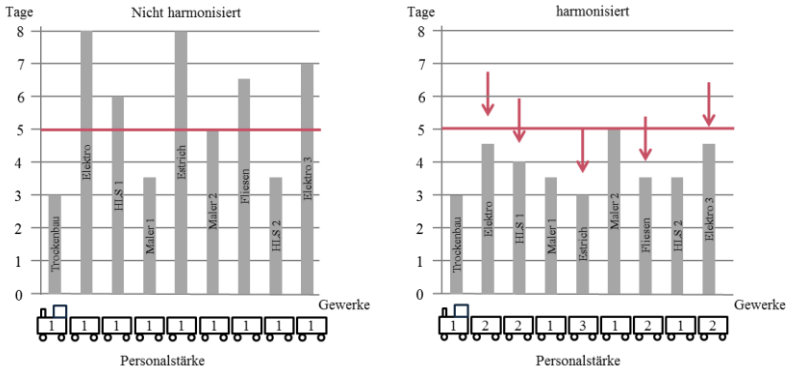 Tage
Nicht harmonisiert
8
7
6
5
4
3
2
1
0
Trockenbau
Elektro
HLS 1
Maler 1
Estrich
Maler 2
Fliesen
HLS 2
Elektro 3
Gewerke
1 1 1 1 1 1 1 1 1
Personalstärke
Tage
harmonisiert
8
7
6
5
4
3
2
1
0
Trockenbau
Elektro
HLS 1
Maler 1
Estrich
Maler 2
Fliesen
HLS 2
Elektro 3
Gewerke
1 2 2 1 3 1 2 1 2
Personalstärke